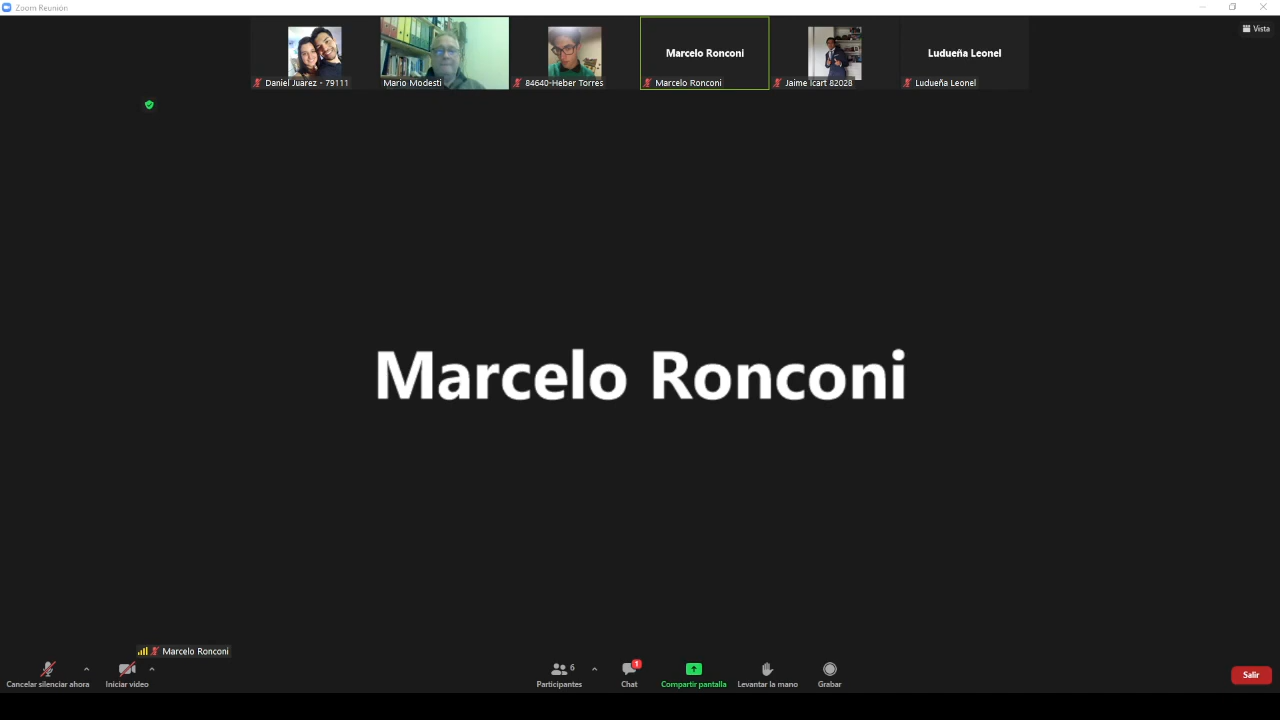 Zoom Reunión
Vista
Daniel Juarez - 79111
Mario Modesti
84640-Heber Torres
Marcelo Ronconi
Marcelo Ronconi
Jaime Icart 82028
Ludueña Leonel
Ludueña Leonel
Marcelo Ronconi
Marcelo Ronconi
Cancelar silenciar ahora
Iniciar video
6
Participantes
1
Chat
Compartir pantalla
Levantar la mano
Grabar
Salir